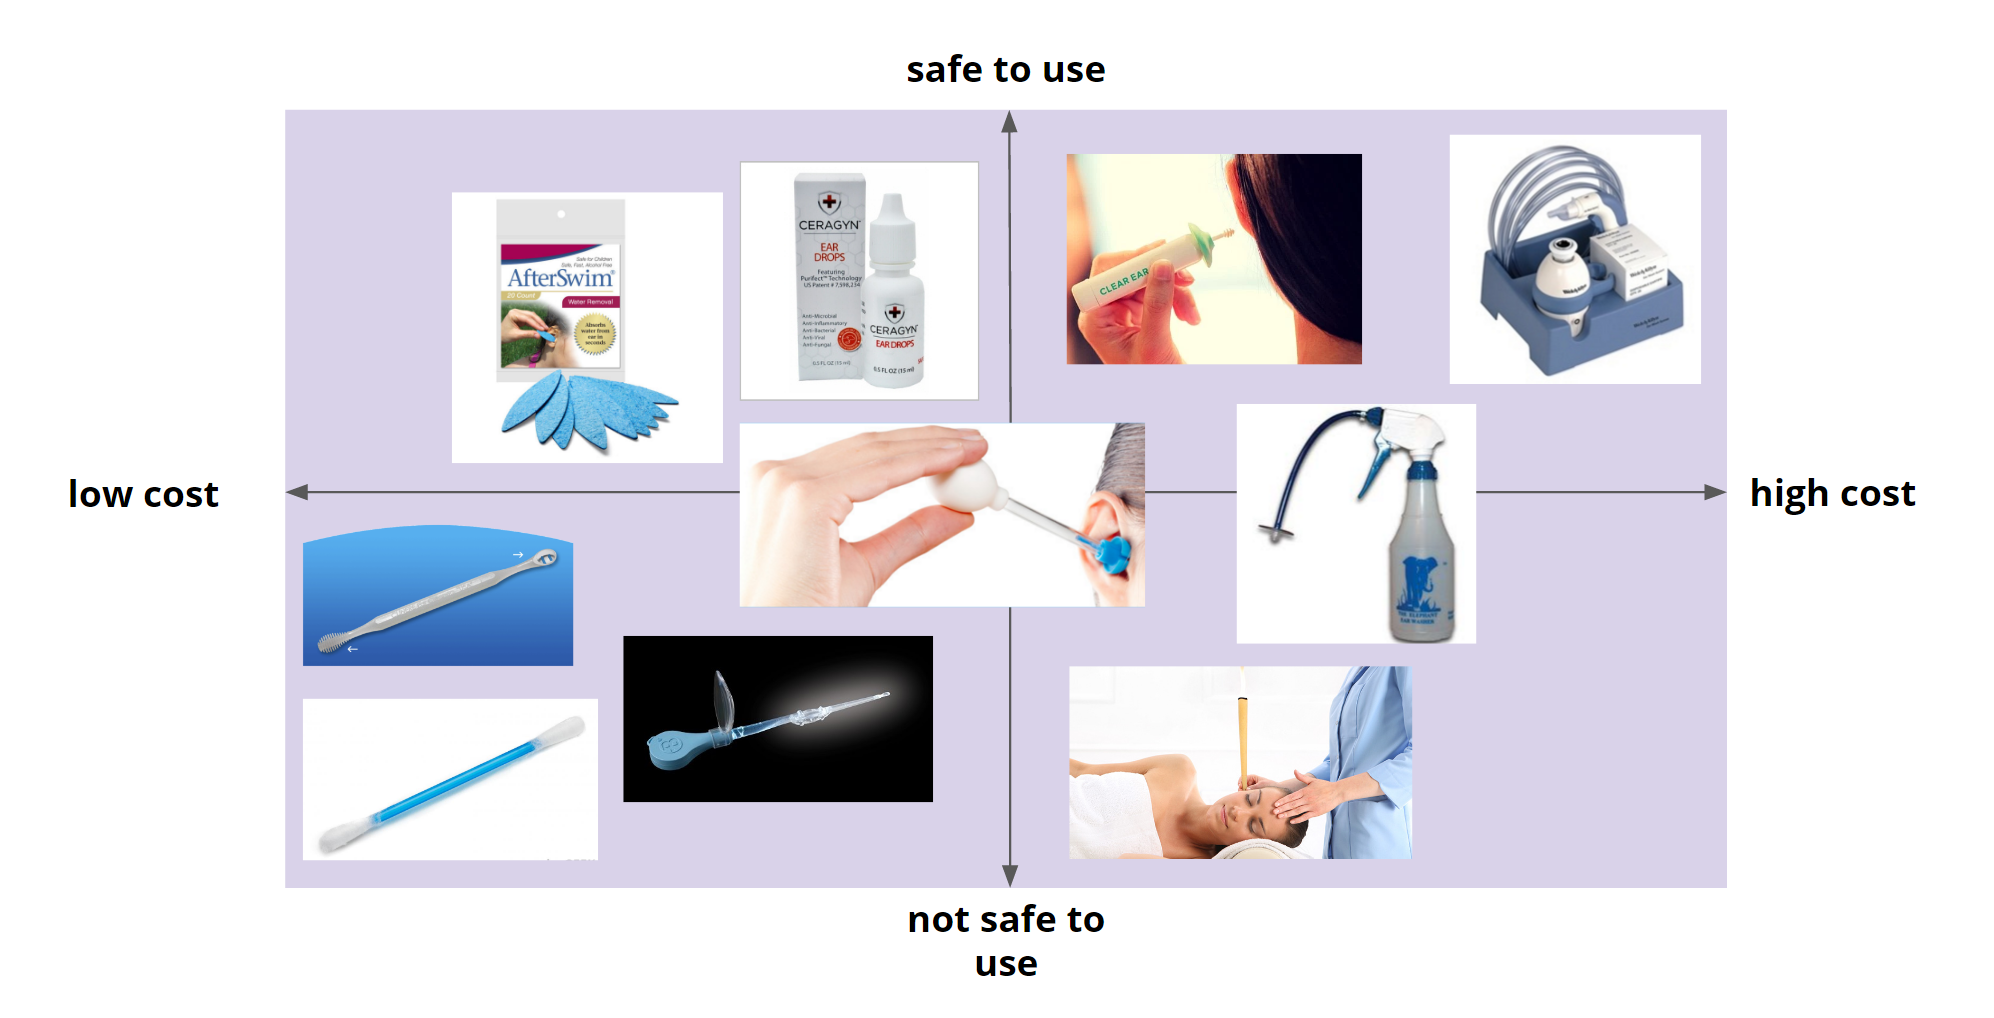 safe to use
Safe for Children
Safe, Fast, Alcohol Free
AfterSwim®
20 Count
Water Removal
Absorbs
water from
ear in
seconds
CERAGYN
EAR
DROPS
Featuring
Purifect™ Technology
US Patent # 7,598,234
Anti-Microbial
Anti-Inflammatory
Anti-Bacterial
Anti-Viral
Anti-Fungal
0.5 FL OZ (15 ml)
CERAGYN
EAR DROPS
0.5 FL OZ (15 ml)
CLEAR EAR
low cost
high cost
THE ELEPHANT
EAR WASHER
not safe to
use